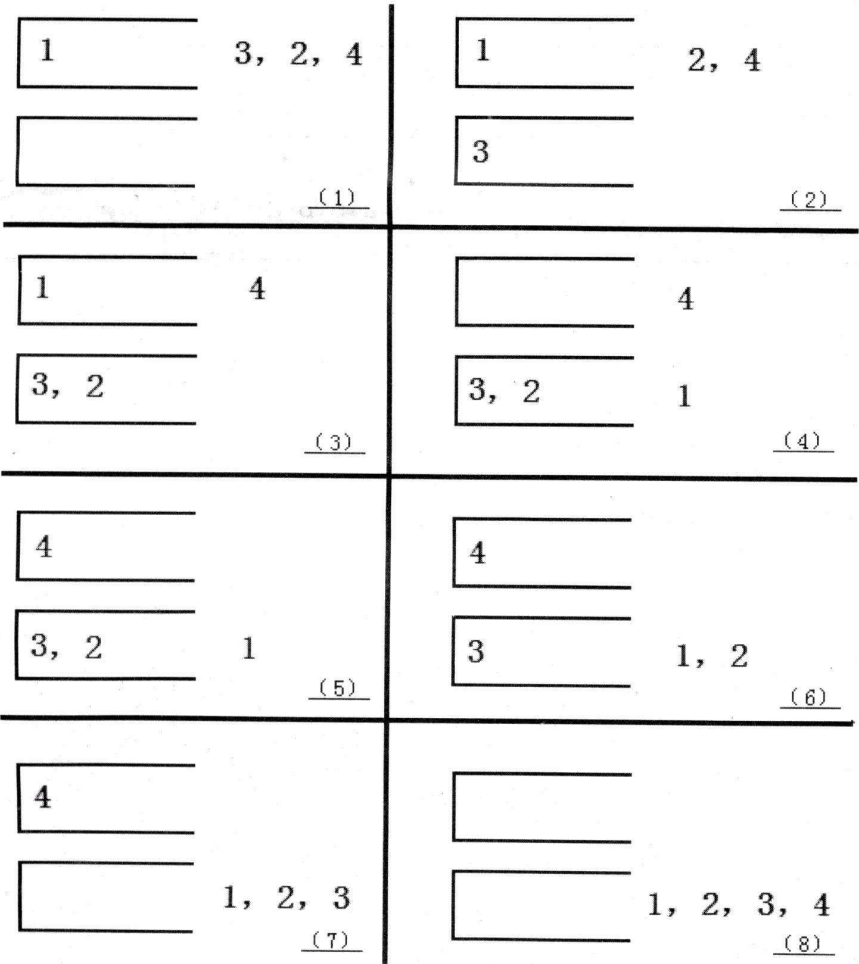 1 3, 2, 4
(1)
1 2, 4
3
(2)
1 4
3, 2
(3)
4
3, 2 1
(4)
4
3, 2 1
(5)
4
3 1, 2
(6)
4
1, 2, 3
(7)
1, 2, 3, 4
(8)